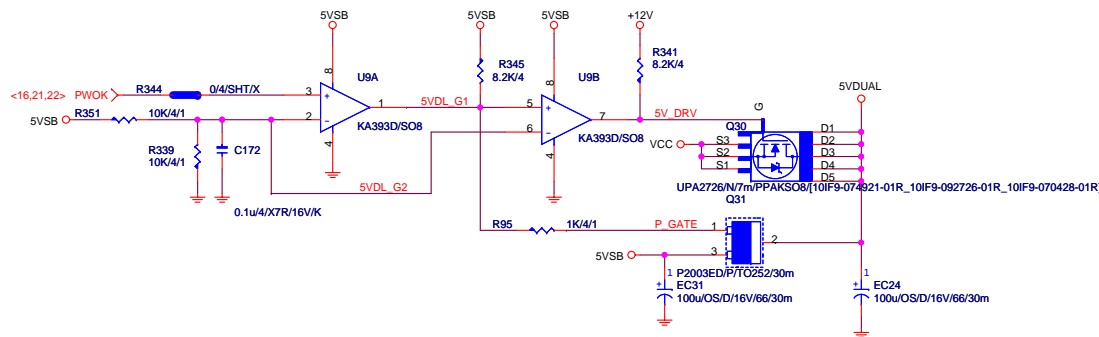 5VSB
5VSB
5VSB
+12V
8
U9A
R345
8.2K/4
8
U9B
R341
8.2K/4
<16,21,22>
PWOK
R344
0/4/SHT/X
3
+
1
5VDL_G1
5
+
7
5V_DRV
G
5VDUAL
5VSB
R351
10K/4/1
2
-
KA393D/SO8
6
-
KA393D/SO8
Q30
D1
VCC
S3
D2
S2
D3
S1
D4
D5
R339
10K/4/1
C172
4
4
5VDL_G2
UPA2726/N/7m/PPAKSO8/[10IF9-074921-01R_10IF9-092726-01R_10IF9-070428-01R
Q31
0.1u/4/X7R/16V/K
R95
1K/4/1
P_GATE
1
2
5VSB
3
P2003ED/P/TO252/30m
1
+
EC31
100u/OS/D/16V/66/30m
1
+
EC24
100u/OS/D/16V/66/30m